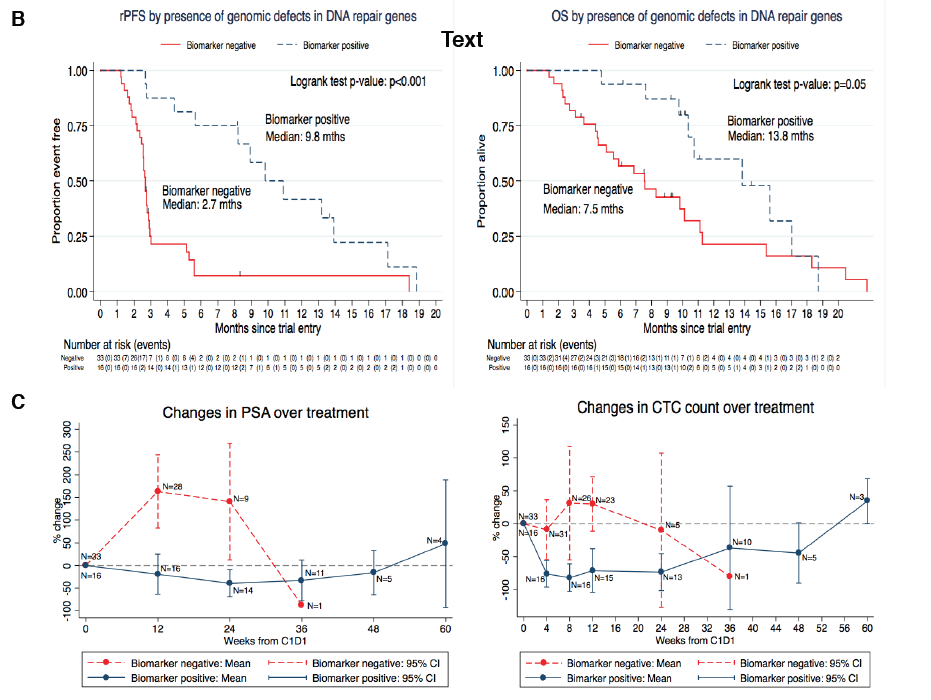 B
rPFS by presence of genomic defects in DNA repair genes
Biomarker negative
Biomarker positive
Logrank test p-value: p<0.001
Biomarker positive
Median: 9.8 mths
Biomarker negative
Median: 2.7 mths
Proportion event free
1.00
0.75
0.50
0.25
0.00
0 1 2 3 4 5 6 7 8 9 10 11 12 13 14 15 16 17 18 19 20
Months since trial entry
Number at risk (events)
Negative
Positive
Text
OS by presence of genomic defects in DNA repair genes
Biomarker negative
Biomarker positive
Logrank test p-value: p=0.05
Biomarker positive
Median: 13.8 mths
Biomarker negative
Median: 7.5 mths
Proportion alive
1.00
0.75
0.50
0.25
0.00
0 1 2 3 4 5 6 7 8 9 10 11 12 13 14 15 16 17 18 19 20
Months since trial entry
Number at risk (events)
Negative
Positive
C
Changes in PSA over treatment
% change
300
250
200
150
100
50
0
-50
-100
N=33
N=16
N=28
N=16
N=9
N=14
N=11
N=1
N=5
N=4
0 12 24 36 48 60
Weeks from C1D1
Biomarker negative: Mean
Biomarker negative: 95% CI
Biomarker positive: Mean
Biomarker positive: 95% CI
Changes in CTC count over treatment
% change
150
100
50
0
-50
-100
N=33
N=16
N=31
N=16
N=26
N=16
N=23
N=15
N=5
N=13
N=10
N=1
N=5
N=3
0 4 8 12 16 20 24 28 32 36 40 44 48 52 56 60
Weeks from C1D1
Biomarker negative: Mean
Biomarker negative: 95% CI
Biomarker positive: Mean
Biomarker positive: 95% CI